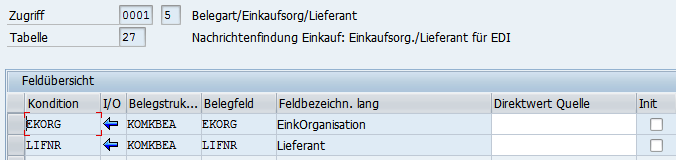 Zugriff 0001 5 Belegart/Einkaufsorg/Lieferant
Tabelle 27 Nachrichtenfindung Einkauf: Einkaufsorg./Lieferant für EDI
Feldübersicht
Kondition I/O Belegstruk... Belegfeld Feldbezeichn. lang Direktwert Quelle Init
EKORG KOMKBEA EKORG EinkOrganisation
LIFNR KOMKBEA LIFNR Lieferant